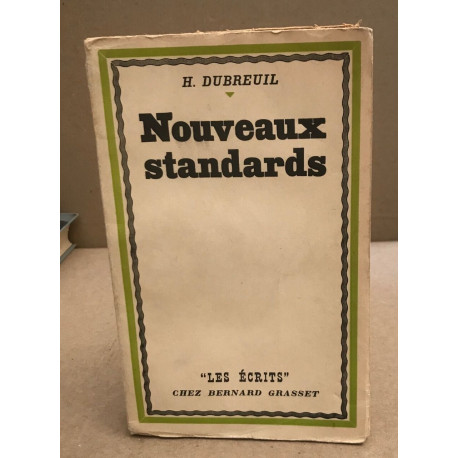 H. DUBREUIL
Nouveaux
standards
"LES ÉCRITS"
CHEZ BERNARD GRASSET